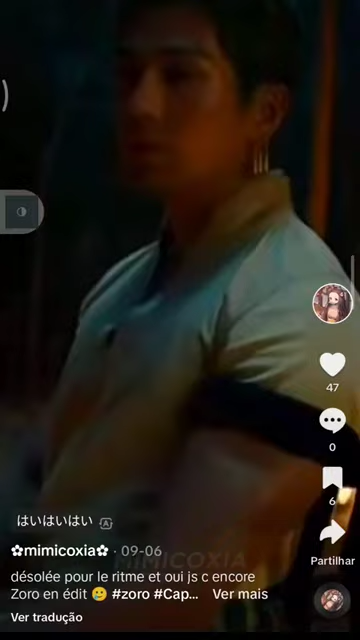 47
0
6
はいはいはい
✿mimicoxia✿ · 09-06
MIMICOXIA
Partilhar
désolée pour le ritme et oui js c encore
Zoro en édit 🥲 #zoro #Cap... Ver mais
Ver tradução